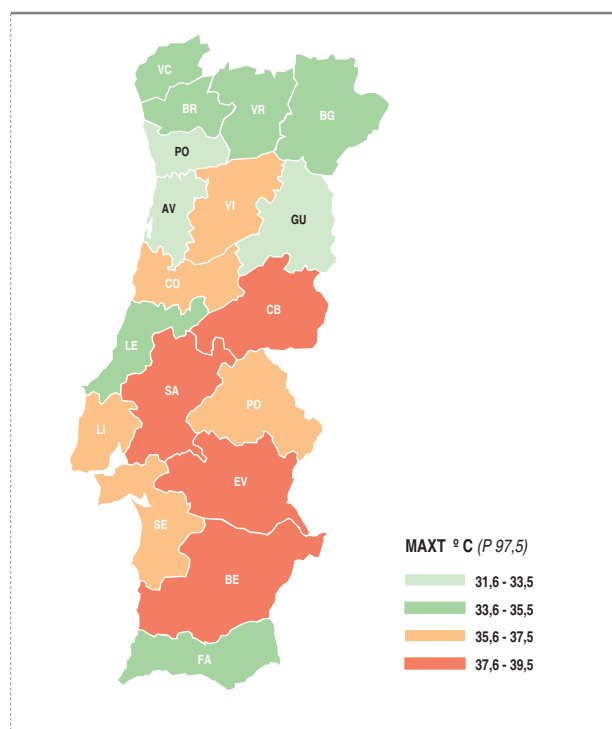 VC
BR
VR
BG
PO
AV
VI
GU
CO
CB
LE
SA
PO
LI
EV
SE
BE
FA
MAXT º C (P 97,5)
31,6 - 33,5
33,6 - 35,5
35,6 - 37,5
37,6 - 39,5